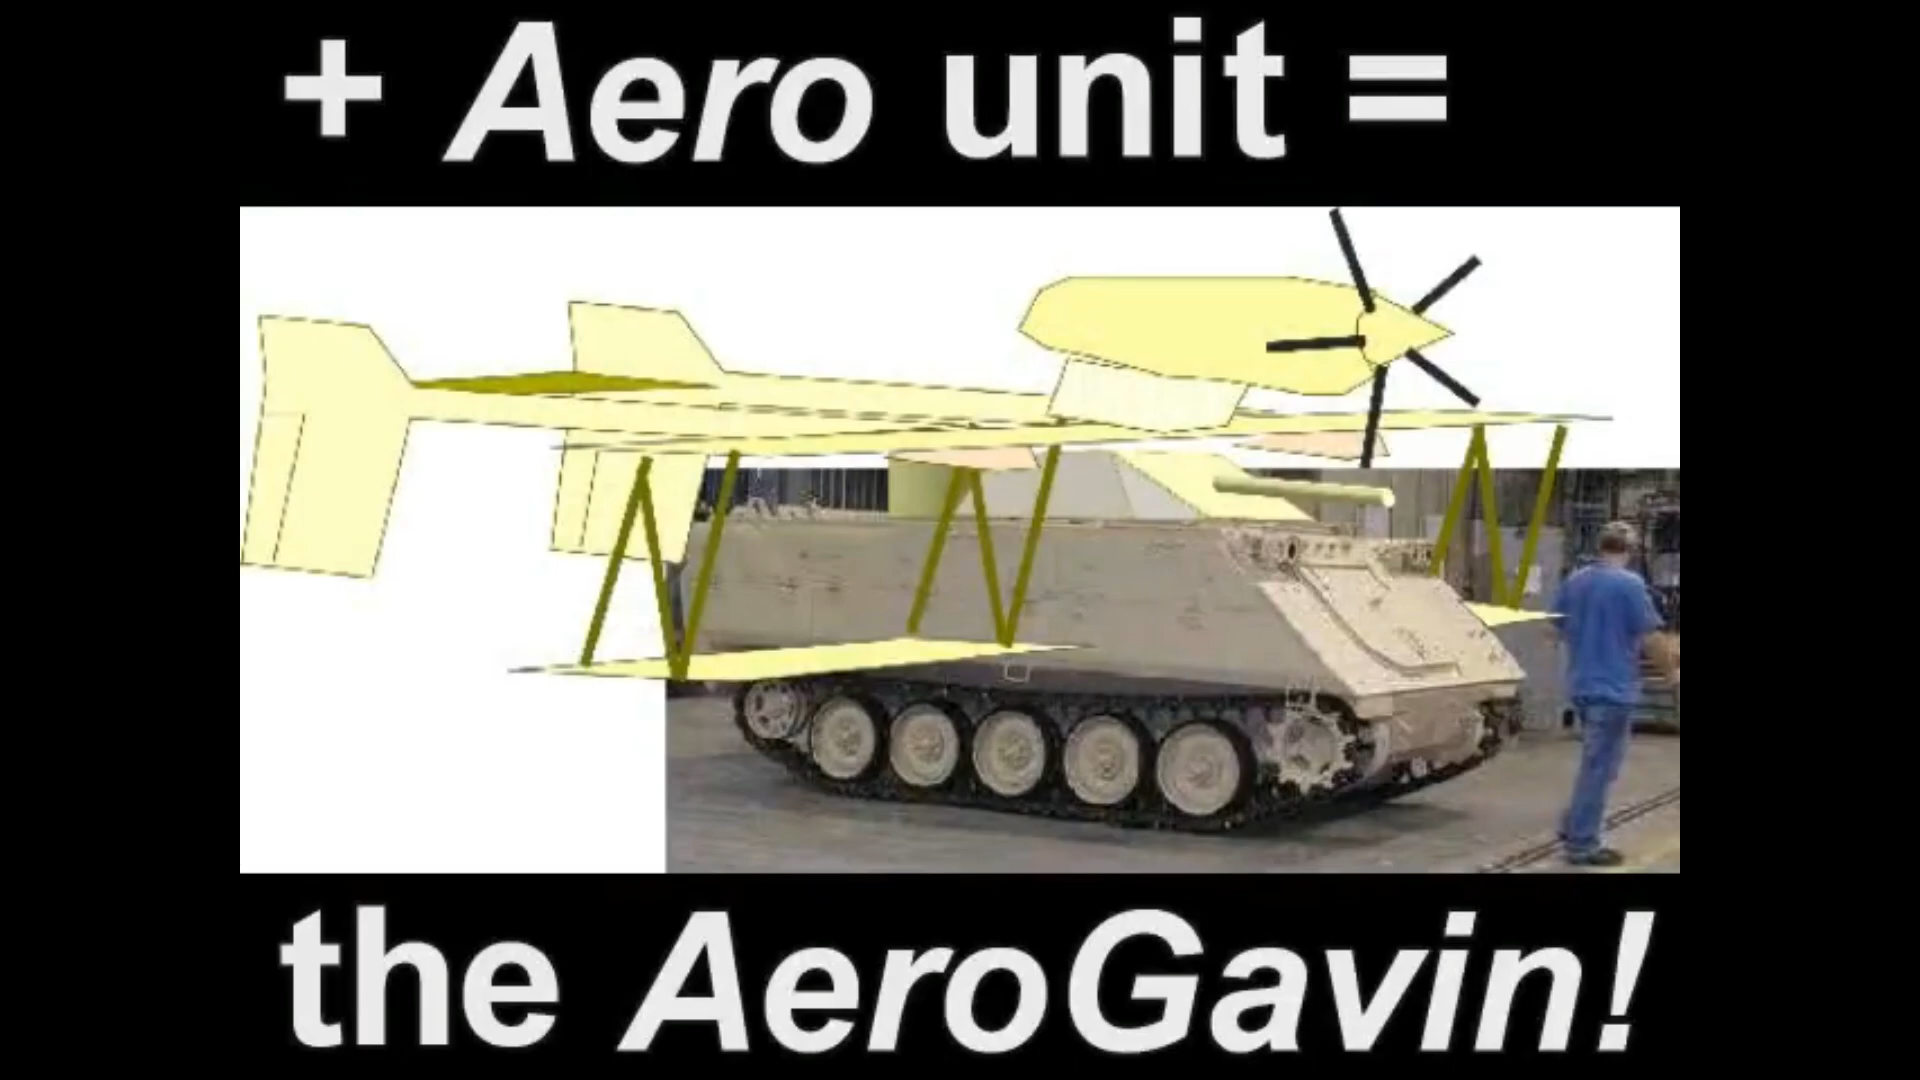 + Aero unit =
the AeroGavin!